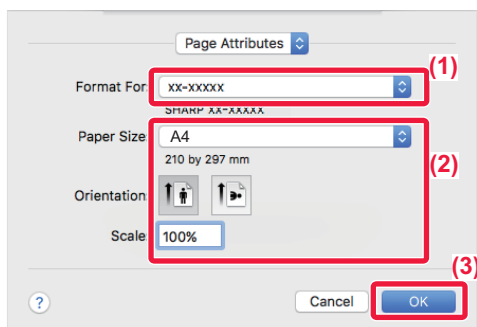 Page Attributes
(1)
Format For: xx-xxxxx
SHARP xx-xxxxx
Paper Size: A4
210 by 297 mm
(2)
Orientation:
Scale: 100%
(3)
? Cancel OK